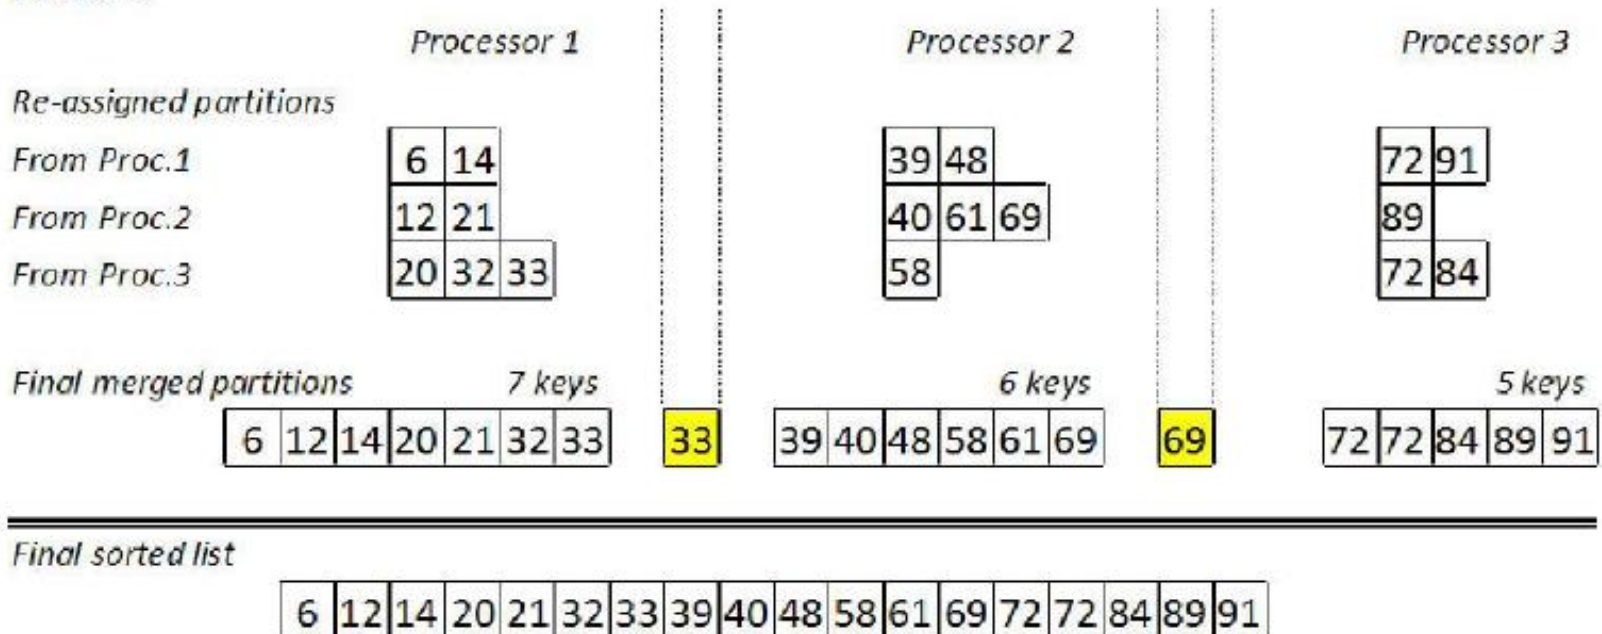 Processor 1 Processor 2 Processor 3
Re-assigned partitions
From Proc.1 6 14 39 48 72 91
From Proc.2 12 21 40 61 69 89
From Proc.3 20 32 33 58 72 84
Final merged partitions 7 keys 6 keys 5 keys
6 12 14 20 21 32 33 33 39 40 48 58 61 69 69 72 72 84 89 91
Final sorted list
6 12 14 20 21 32 33 39 40 48 58 61 69 72 72 84 89 91